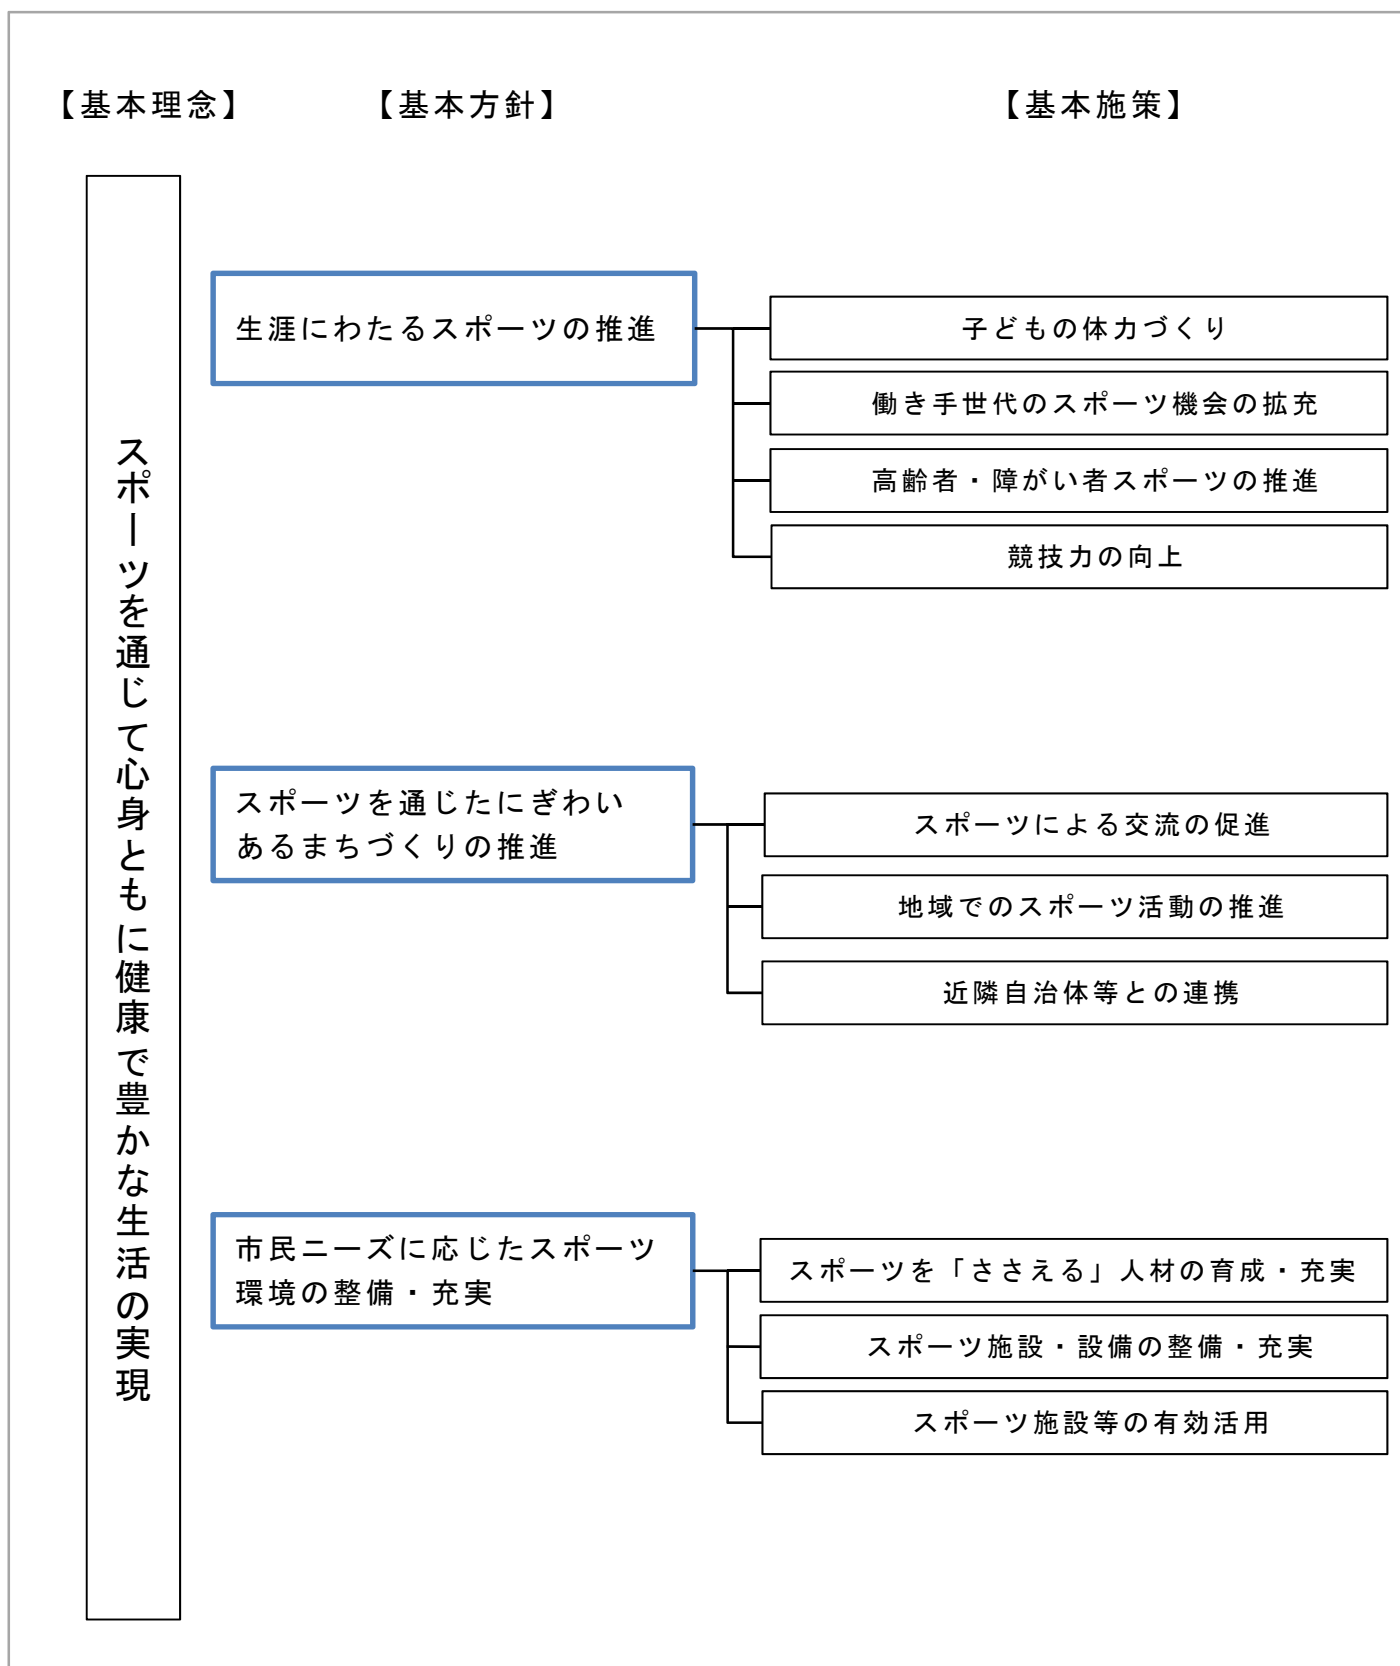 【基本理念】
【基本方針】
【基本施策】
スポーツを通じて心身ともに健康で豊かな生活の実現
生涯にわたるスポーツの推進
子どもの体力づくり
働き手世代のスポーツ機会の拡充
高齢者・障がい者スポーツの推進
競技力の向上
スポーツを通じたにぎわい
あるまちづくりの推進
スポーツによる交流の促進
地域でのスポーツ活動の推進
近隣自治体等との連携
市民ニーズに応じたスポーツ
環境の整備・充実
スポーツを「ささえる」人材の育成・充実
スポーツ施設・設備の整備・充実
スポーツ施設等の有効活用